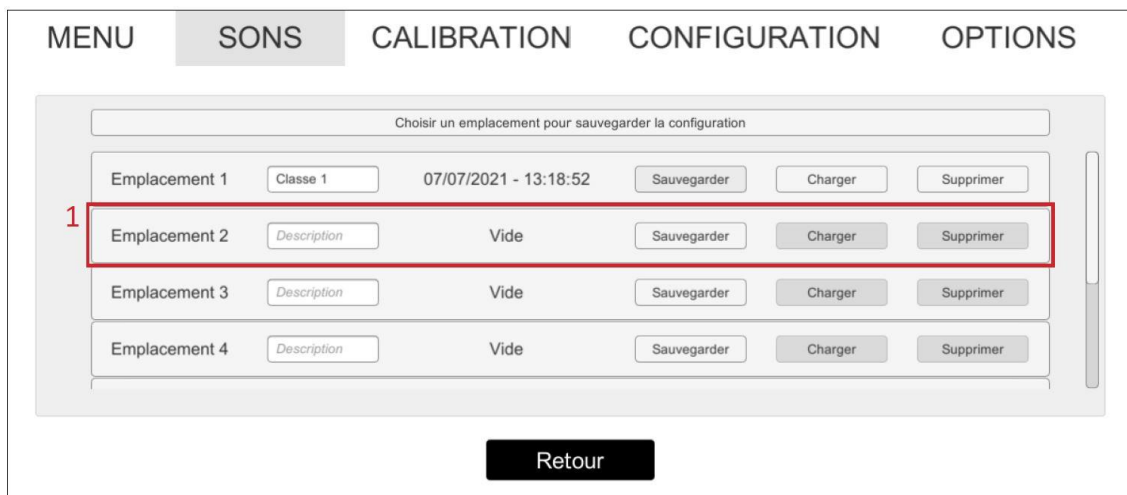 MENU SONS CALIBRATION CONFIGURATION OPTIONS
Choisir un emplacement pour sauvegarder la configuration
Emplacement 1 Classe 1 07/07/2021 - 13:18:52 Sauvegarder Charger Supprimer
1
Emplacement 2 Description Vide Sauvegarder Charger Supprimer
Emplacement 3 Description Vide Sauvegarder Charger Supprimer
Emplacement 4 Description Vide Sauvegarder Charger Supprimer
Retour